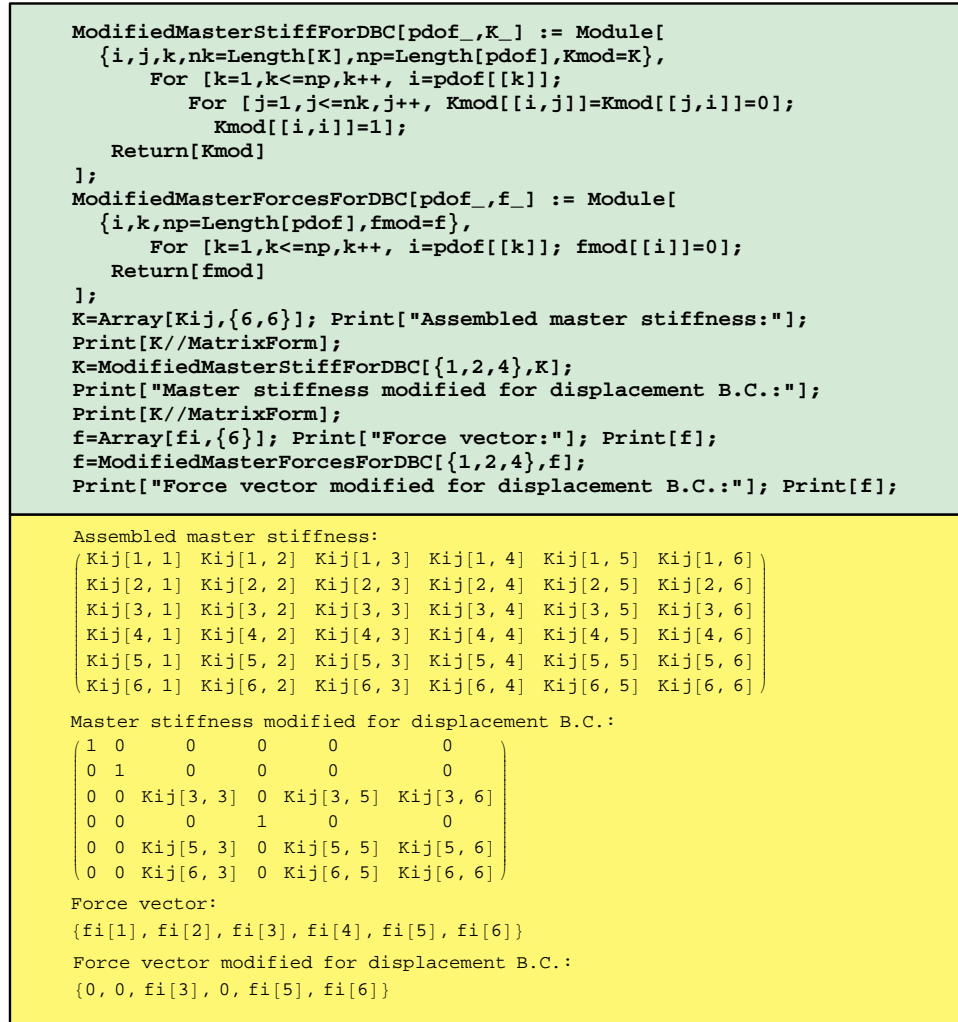 ModifiedMasterStiffForDBC[pdof_,K_] := Module[
{i,j,k,nk=Length[K],np=Length[pdof],Kmod=K},
For [k=1,k<=np,k++, i=pdof[[k]];
For [j=1,j<=nk,j++, Kmod[[i,j]]=Kmod[[j,i]]=0];
Kmod[[i,i]]=1];
Return[Kmod]
];
ModifiedMasterForcesForDBC[pdof_,f_] := Module[
{i,k,np=Length[pdof],fmod=f},
For [k=1,k<=np,k++, i=pdof[[k]]; fmod[[i]]=0];
Return[fmod]
];
K=Array[Kij,{6,6}]; Print["Assembled master stiffness:"];
Print[K//MatrixForm];
K=ModifiedMasterStiffForDBC[{1,2,4},K];
Print["Master stiffness modified for displacement B.C.:"];
Print[K//MatrixForm];
f=Array[fi,{6}]; Print["Force vector:"]; Print[f];
f=ModifiedMasterForcesForDBC[{1,2,4},f];
Print["Force vector modified for displacement B.C.:"]; Print[f];
Assembled master stiffness:
Kij[1, 1] Kij[1, 2] Kij[1, 3] Kij[1, 4] Kij[1, 5] Kij[1, 6]
Kij[2, 1] Kij[2, 2] Kij[2, 3] Kij[2, 4] Kij[2, 5] Kij[2, 6]
Kij[3, 1] Kij[3, 2] Kij[3, 3] Kij[3, 4] Kij[3, 5] Kij[3, 6]
Kij[4, 1] Kij[4, 2] Kij[4, 3] Kij[4, 4] Kij[4, 5] Kij[4, 6]
Kij[5, 1] Kij[5, 2] Kij[5, 3] Kij[5, 4] Kij[5, 5] Kij[5, 6]
Kij[6, 1] Kij[6, 2] Kij[6, 3] Kij[6, 4] Kij[6, 5] Kij[6, 6]
Master stiffness modified for displacement B.C.:
1 0 0 0 0 0
0 1 0 0 0 0
0 0 Kij[3, 3] 0 Kij[3, 5] Kij[3, 6]
0 0 0 1 0 0
0 0 Kij[5, 3] 0 Kij[5, 5] Kij[5, 6]
0 0 Kij[6, 3] 0 Kij[6, 5] Kij[6, 6]
Force vector:
{fi[1], fi[2], fi[3], fi[4], fi[5], fi[6]}
Force vector modified for displacement B.C.:
{0, 0, fi[3], 0, fi[5], fi[6]}